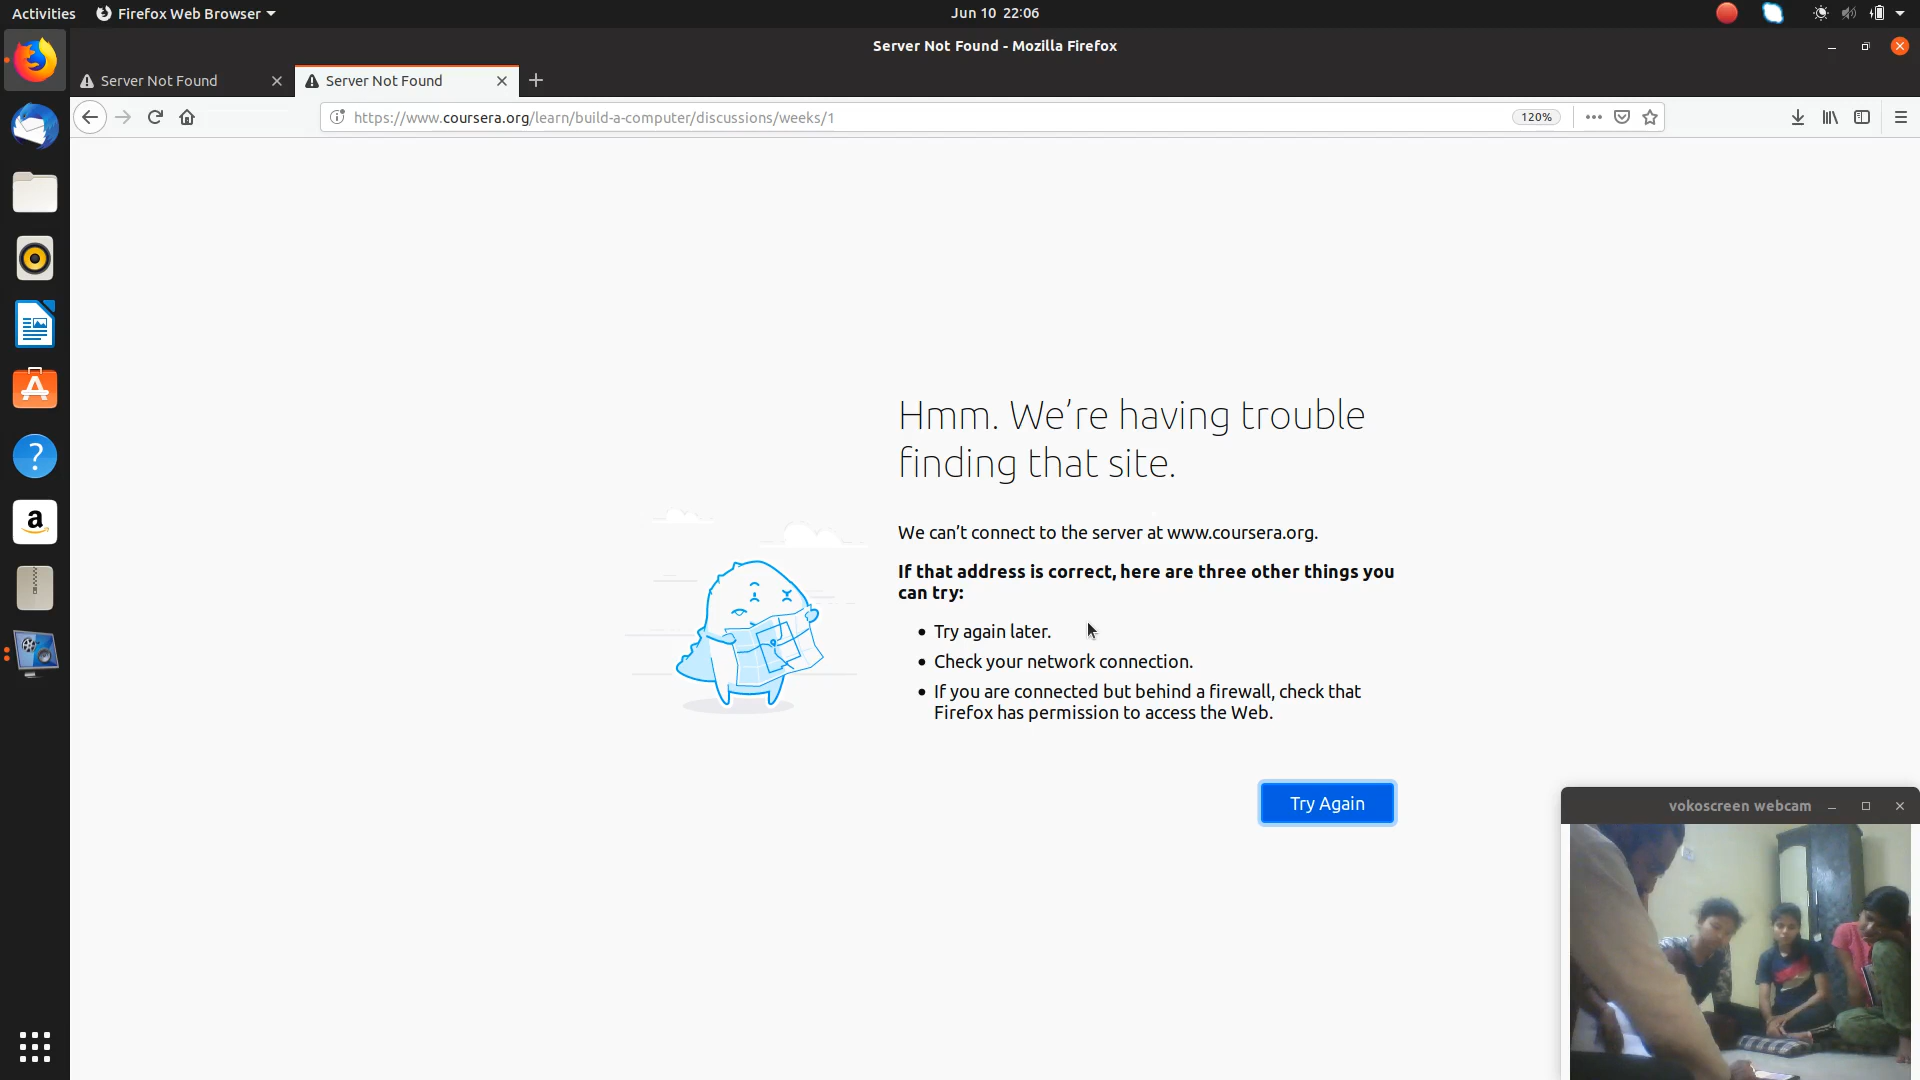 Activities
Firefox Web Browser
Jun 10 22:06
Server Not Found - Mozilla Firefox
Server Not Found
Server Not Found
https://www.coursera.org/learn/build-a-computer/discussions/weeks/1
120%
Hmm. We’re having trouble
finding that site.
We can’t connect to the server at www.coursera.org.
If that address is correct, here are three other things you
can try:
Try again later.
Check your network connection.
If you are connected but behind a firewall, check that
Firefox has permission to access the Web.
Try Again
vokoscreen webcam